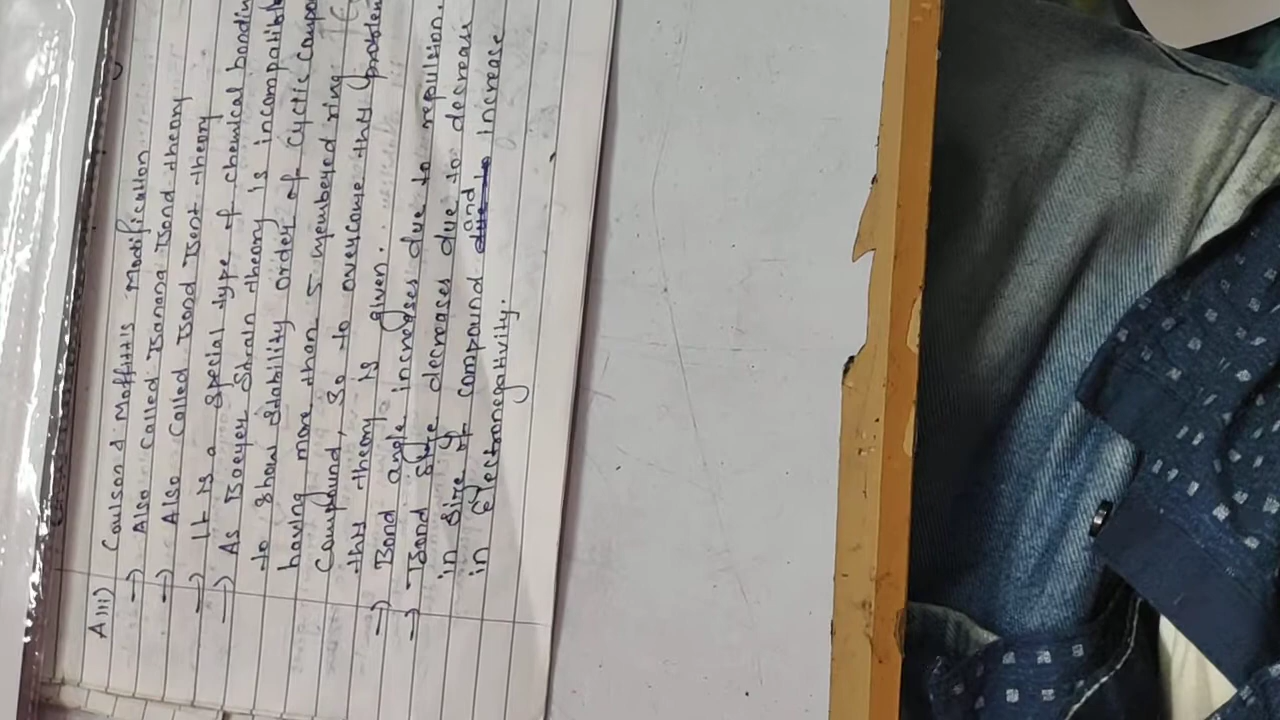 A iii) Coulson & Moffitt's Modification
→ Also called Banana Bond theory
→ Also called Bond Bent theory
→ It is a special type of chemical bondin
→ As Baeyer Strain theory is incompatible
to show stability order of cyclic compo
having more than 5 membered ring
Compound, So to overcome this problem
this theory is given.
→ Bond angle increases due to repulsion.
→ Bond size decreases due to decrease
in size of compound and increase
in Electronegativity.